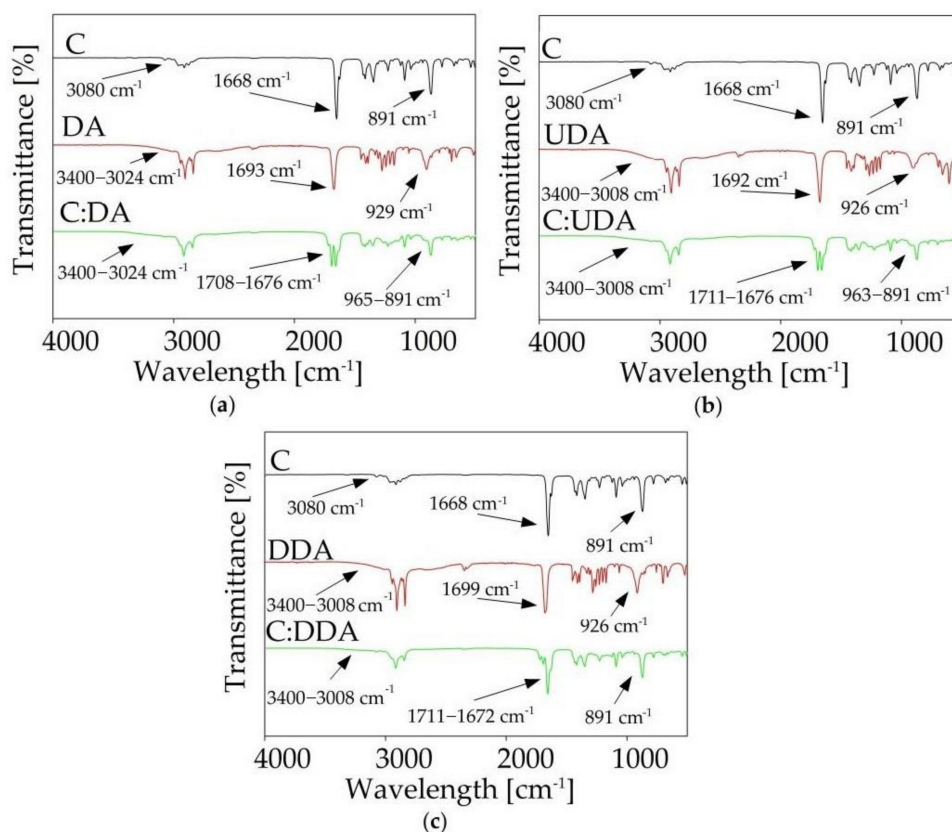 C
3080 cm⁻¹
1668 cm⁻¹
891 cm⁻¹
DA
3400–3024 cm⁻¹
1693 cm⁻¹
929 cm⁻¹
C:DA
3400–3024 cm⁻¹
1708–1676 cm⁻¹
965–891 cm⁻¹
Transmittance [%]
4000 3000 2000 1000
Wavelength [cm⁻¹]
(a)
C
3080 cm⁻¹
1668 cm⁻¹
891 cm⁻¹
UDA
3400–3008 cm⁻¹
1692 cm⁻¹
926 cm⁻¹
C:UDA
3400–3008 cm⁻¹
1711–1676 cm⁻¹
963–891 cm⁻¹
Transmittance [%]
4000 3000 2000 1000
Wavelength [cm⁻¹]
(b)
C
3080 cm⁻¹
1668 cm⁻¹
891 cm⁻¹
DDA
3400–3008 cm⁻¹
1699 cm⁻¹
926 cm⁻¹
C:DDA
3400–3008 cm⁻¹
1711–1672 cm⁻¹
891 cm⁻¹
Transmittance [%]
4000 3000 2000 1000
Wavelength [cm⁻¹]
(c)